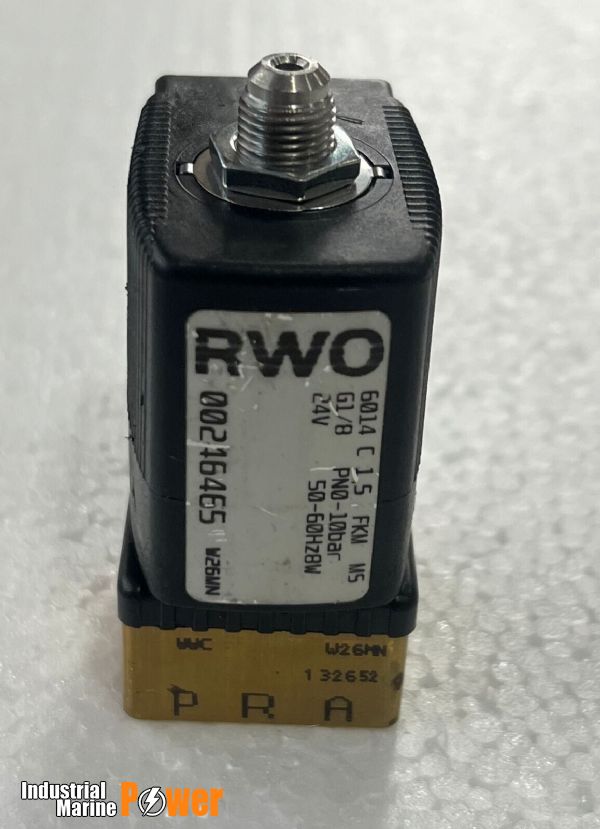 RWO
6014 C 1,5 FKM MS
G1/8 PN0-10bar
24V 50-60Hz8W
00216465 W26MN
WWC W26MN
132652
P R A
Industrial
Marine Power